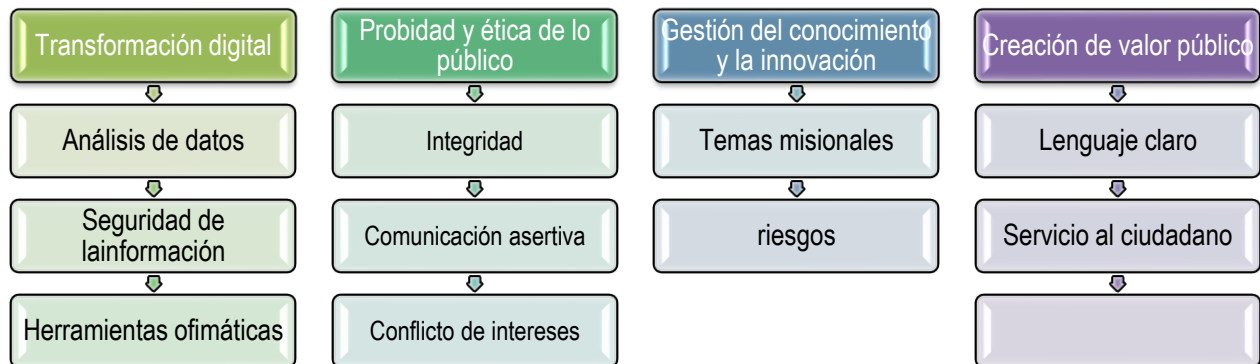 Transformación digital
Análisis de datos
Seguridad de
lainformación
Herramientas ofimáticas
Probidad y ética de lo
público
Integridad
Comunicación asertiva
Conflicto de intereses
Gestión del conocimiento
y la innovación
Temas misionales
riesgos
Creación de valor público
Lenguaje claro
Servicio al ciudadano